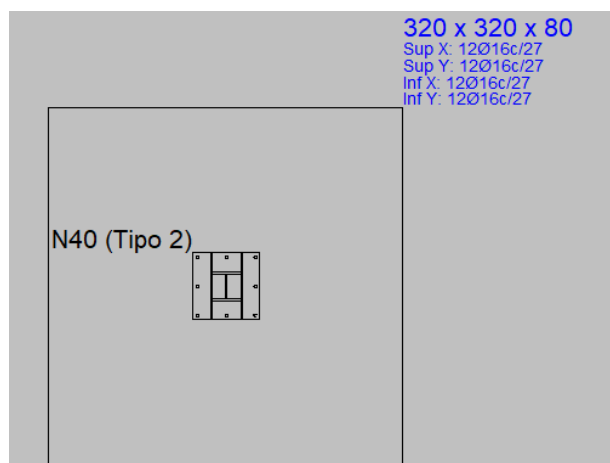 320 x 320 x 80
Sup X: 12Ø16c/27
Sup Y: 12Ø16c/27
Inf X: 12Ø16c/27
Inf Y: 12Ø16c/27
N40 (Tipo 2)